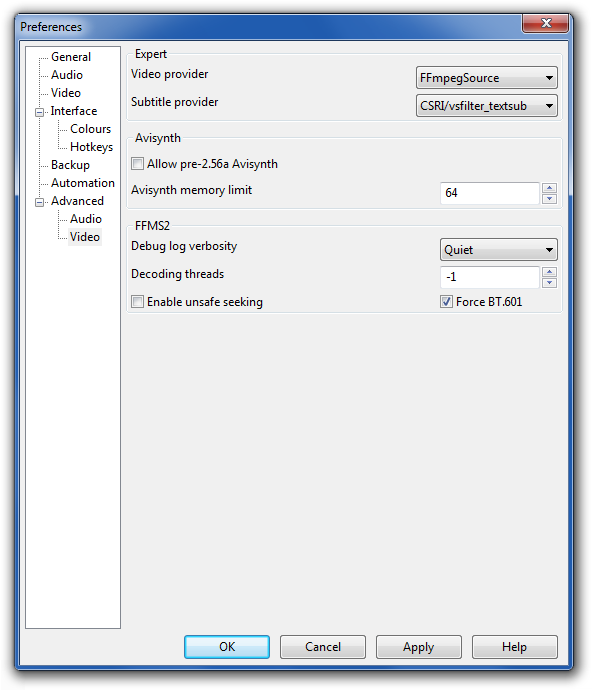 Preferences
General
Audio
Video
Interface
Colours
Hotkeys
Backup
Automation
Advanced
Audio
Video
Expert
Video provider FFmpegSource
Subtitle provider CSRI/vsfilter_textsub
Avisynth
Allow pre-2.56a Avisynth
Avisynth memory limit 64
FFMS2
Debug log verbosity Quiet
Decoding threads -1
Enable unsafe seeking Force BT.601
OK Cancel Apply Help